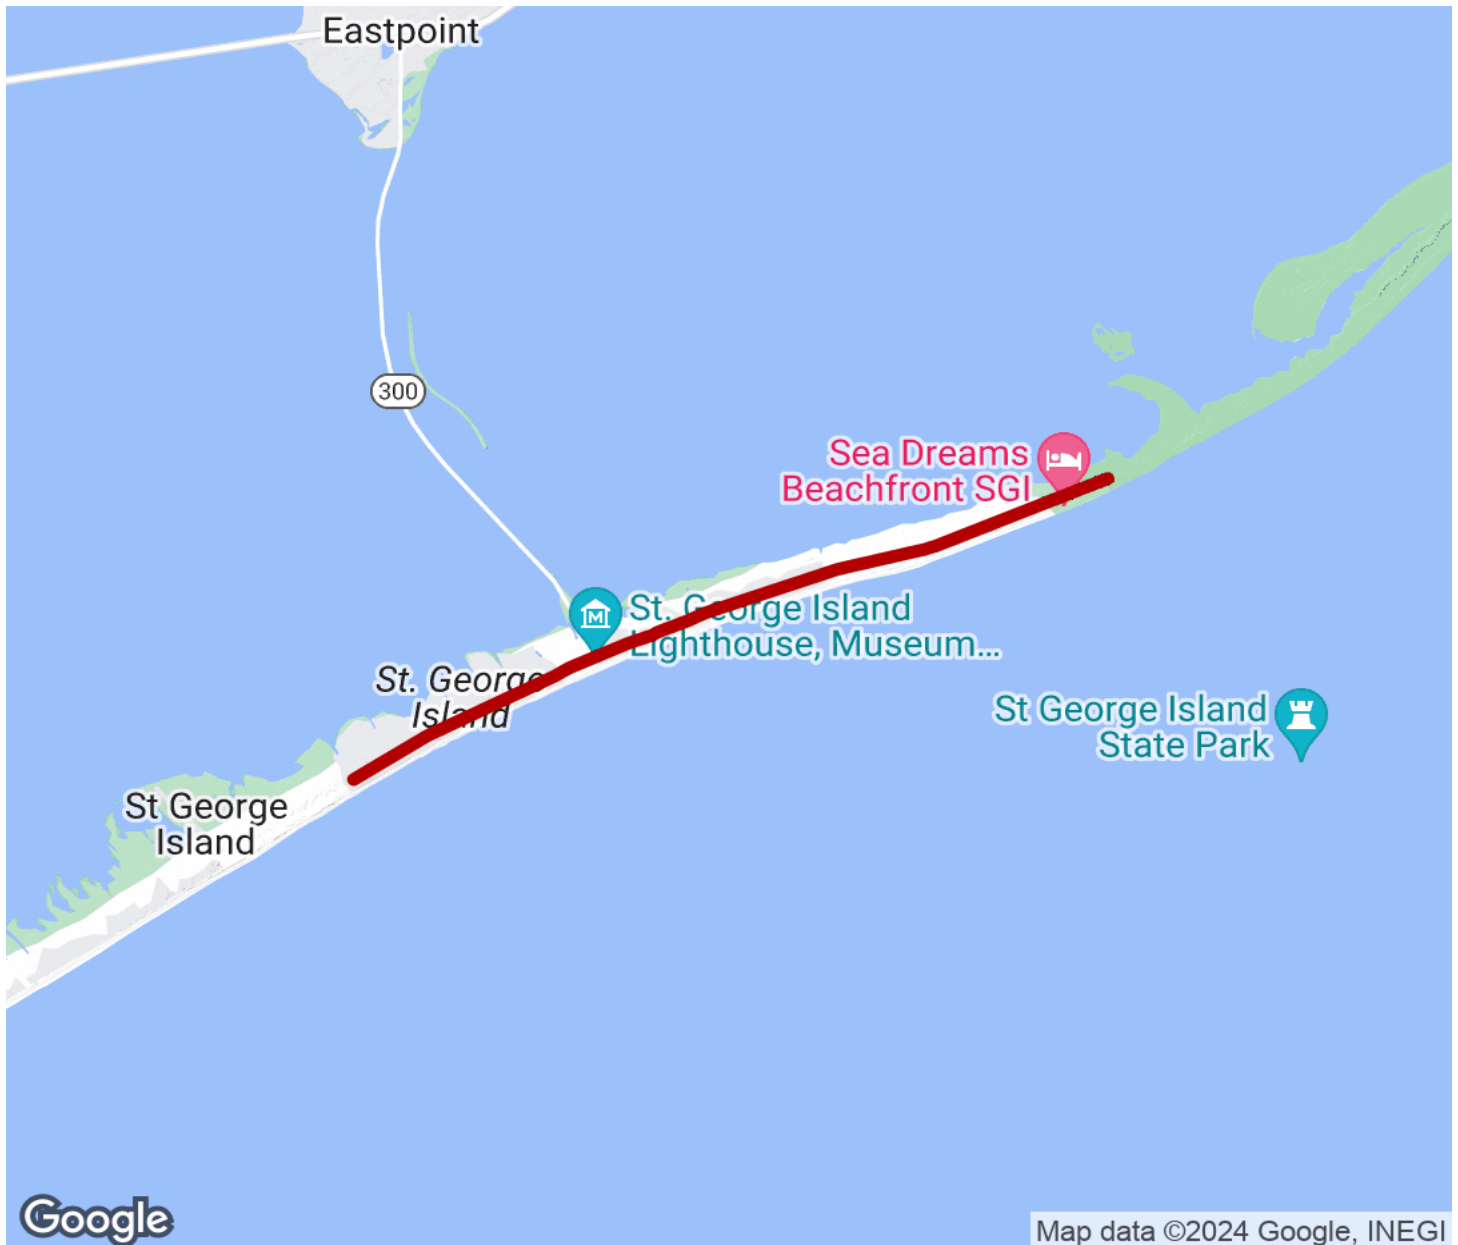 Eastpoint
300
Sea Dreams
Beachfront SGI
St. George Island
Lighthouse, Museum...
St. George
Island
St George Island
State Park
St George
Island
Google
Map data ©2024 Google, INEGI